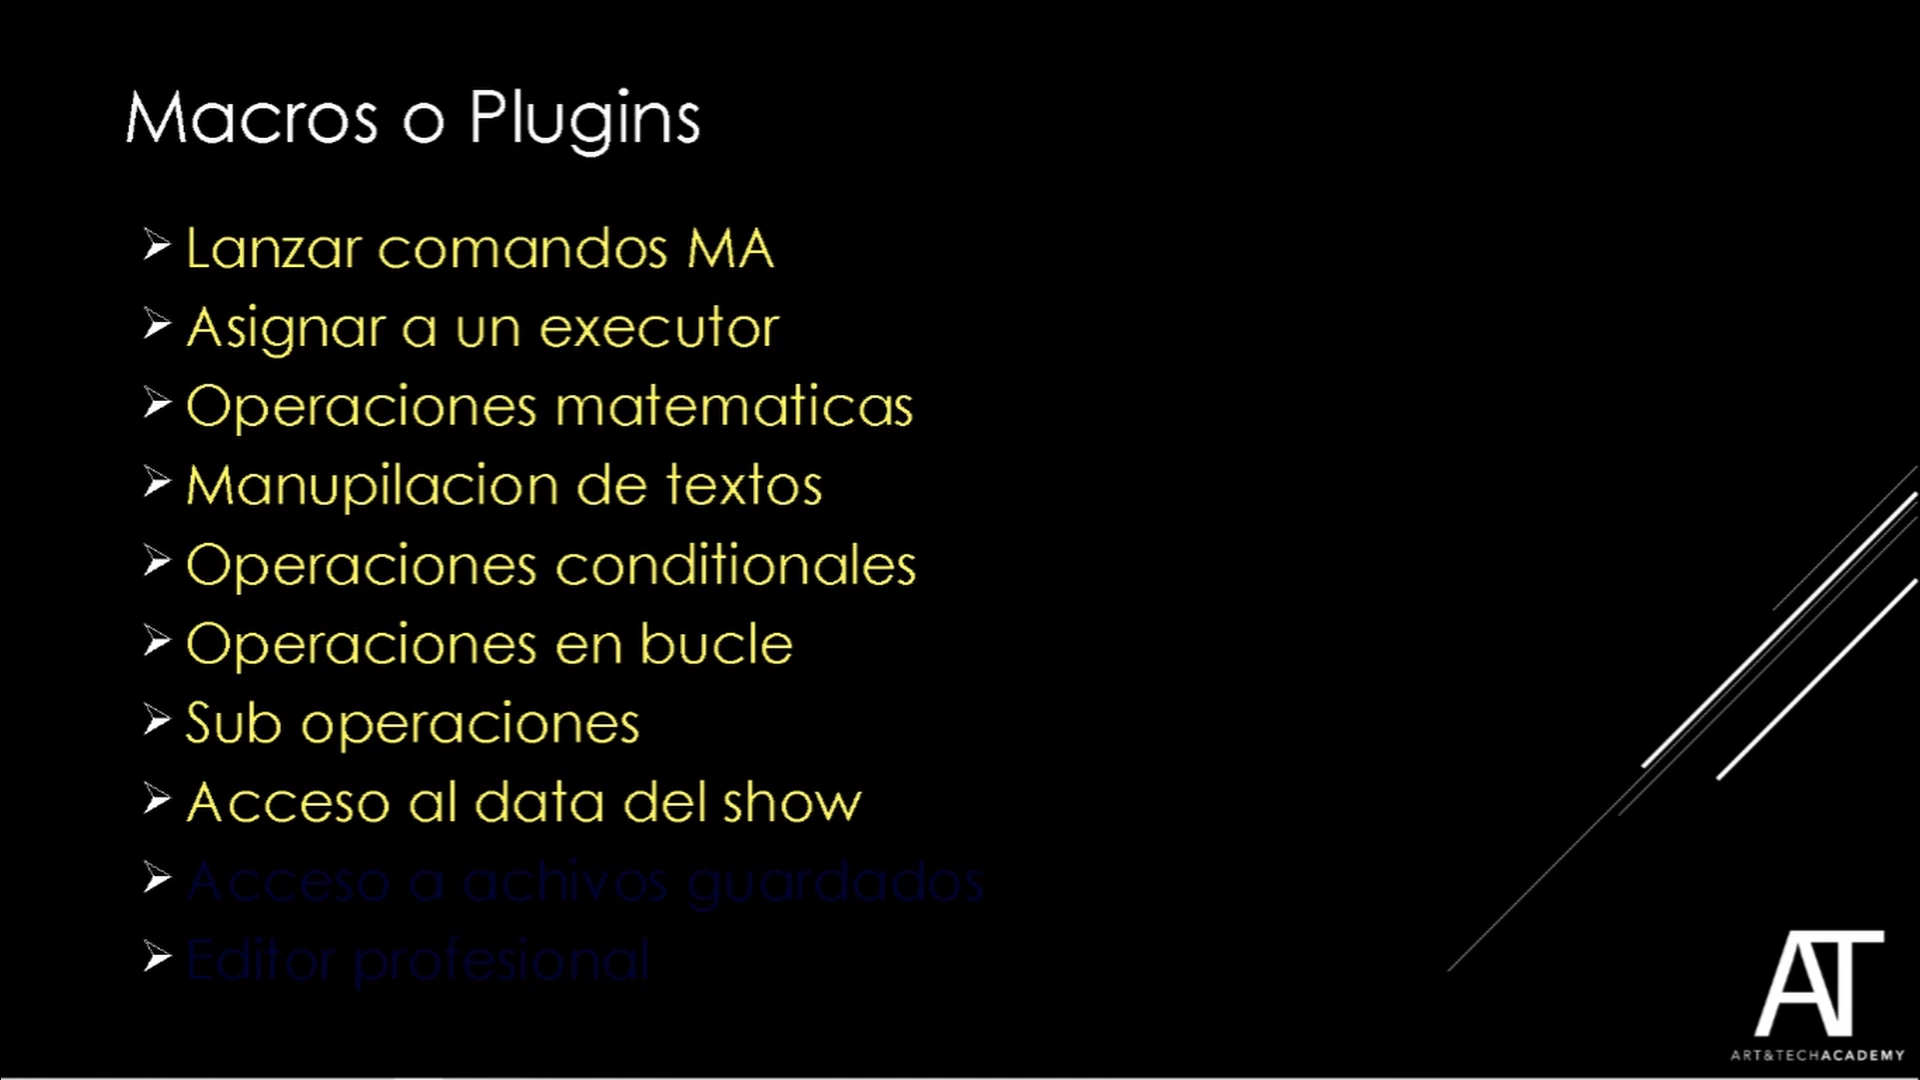 Macros o Plugins
Lanzar comandos MA
Asignar a un executor
Operaciones matematicas
Manupilacion de textos
Operaciones conditionales
Operaciones en bucle
Sub operaciones
Acceso al data del show
Acceso a achivos guardados
Editor profesional
AT
ART&TECHACADEMY